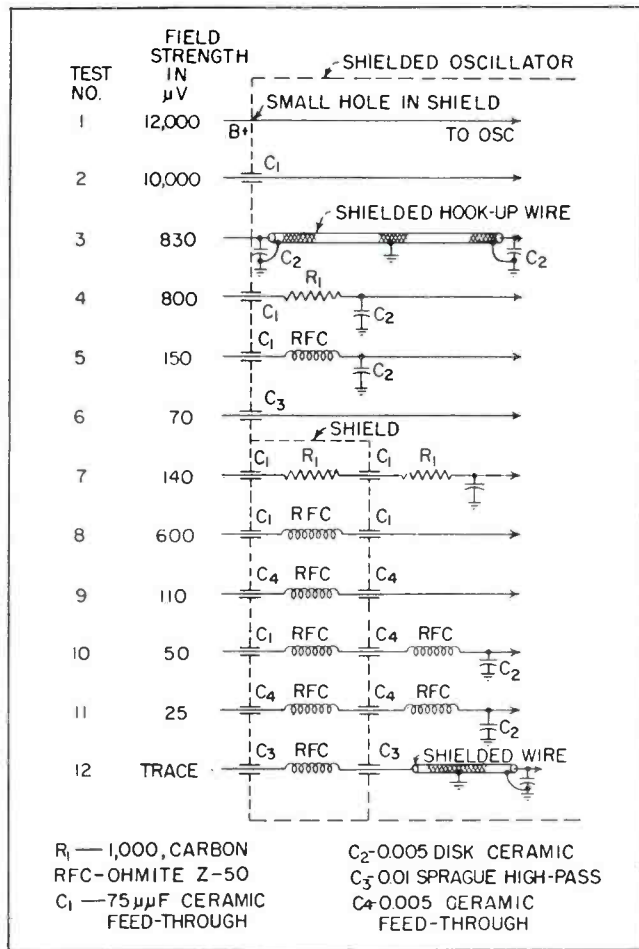 FIELD STRENGTH IN µV
TEST NO.
SHIELDED OSCILLATOR
SMALL HOLE IN SHIELD
1 12,000 B+ TO OSC
2 10,000 C1
SHIELDED HOOK-UP WIRE
3 830 C2 C2
4 800 C1 R1 C2
5 150 C1 RFC C2
6 70 C3
SHIELD
7 140 C1 R1 C1 R1
8 600 C1 RFC C1
9 110 C4 RFC C4
10 50 C1 RFC C4 RFC C2
11 25 C4 RFC C4 RFC C2
12 TRACE C3 RFC C3 SHIELDED WIRE
R1 — 1,000, CARBON
RFC-OHMITE Z-50
C1 — 75 µµF CERAMIC
FEED-THROUGH
C2-0.005 DISK CERAMIC
C3-0.01 SPRAGUE HIGH-PASS
C4-0.005 CERAMIC
FEED-THROUGH